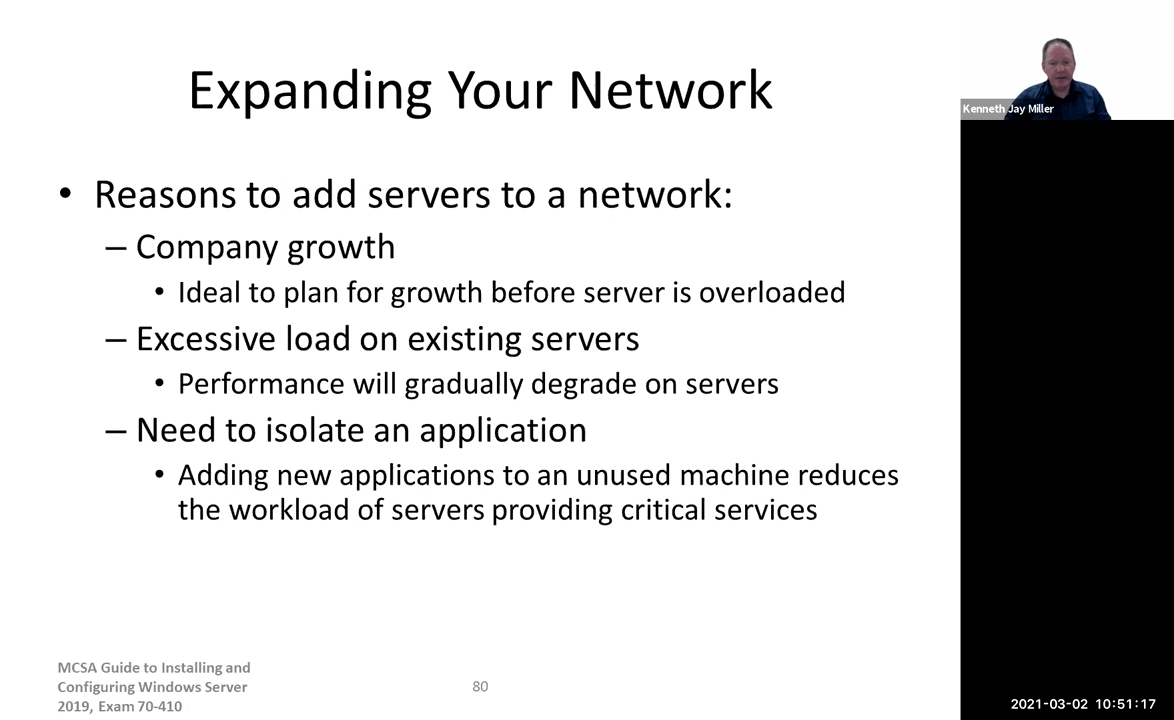 Expanding Your Network
Kenneth Jay Miller
• Reasons to add servers to a network:
– Company growth
• Ideal to plan for growth before server is overloaded
– Excessive load on existing servers
• Performance will gradually degrade on servers
– Need to isolate an application
• Adding new applications to an unused machine reduces
the workload of servers providing critical services
MCSA Guide to Installing and
Configuring Windows Server
2019, Exam 70-410
80
2021-03-02 10:51:17